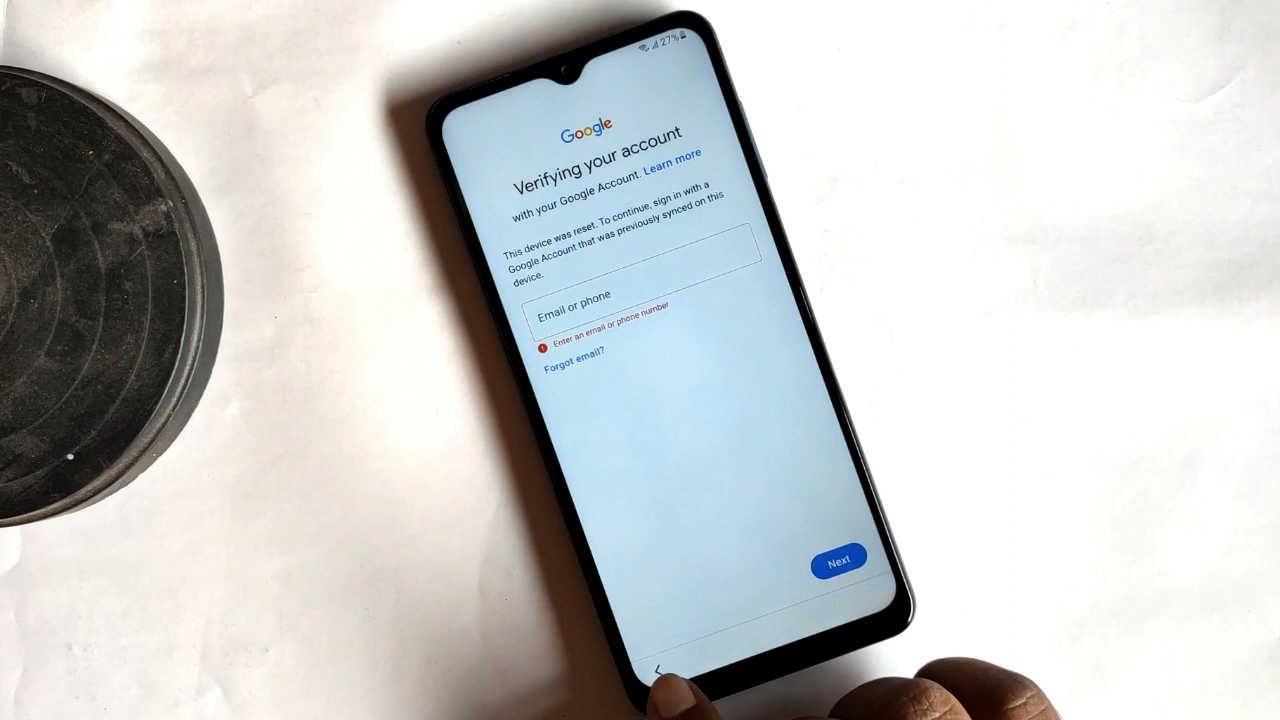 27%
Google
Verifying your account
with your Google Account. Learn more
This device was reset. To continue, sign in with a
Google Account that was previously synced on this
device.
Email or phone
Enter an email or phone number
Forgot email?
Next